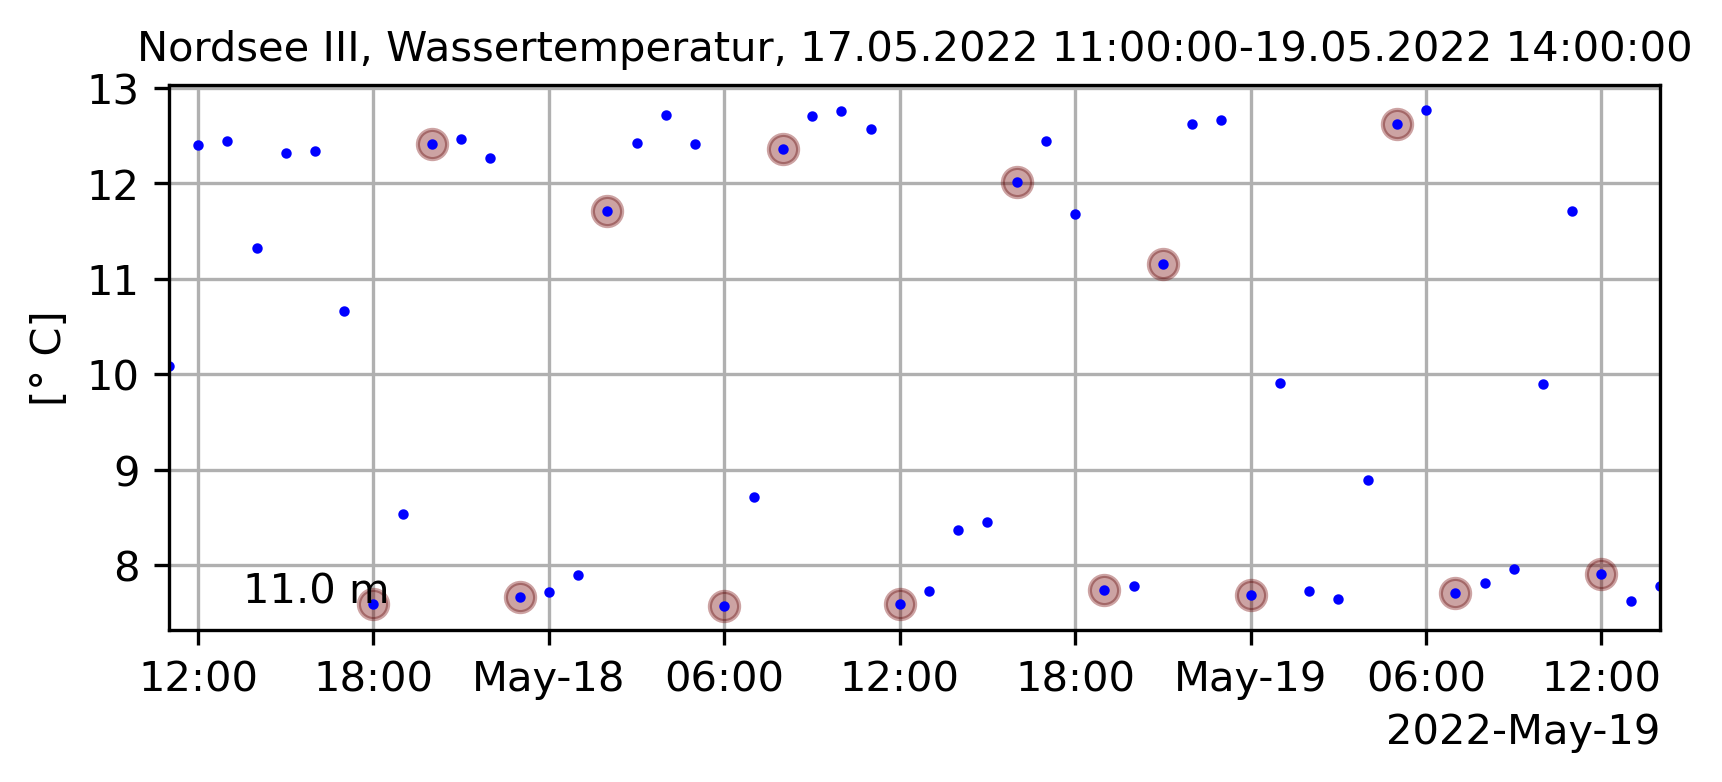 Nordsee III, Wassertemperatur, 17.05.2022 11:00:00-19.05.2022 14:00:00
13
12
11
10
9
8
[° C]
11.0 m
12:00 18:00 May-18 06:00 12:00 18:00 May-19 06:00 12:00
2022-May-19